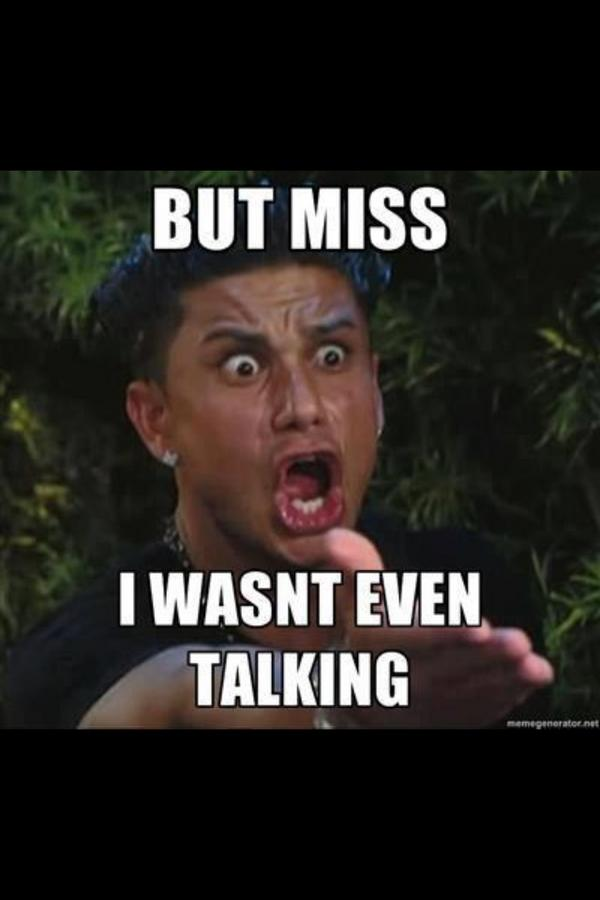 BUT MISS
I WASNT EVEN
TALKING
memegenerator.net